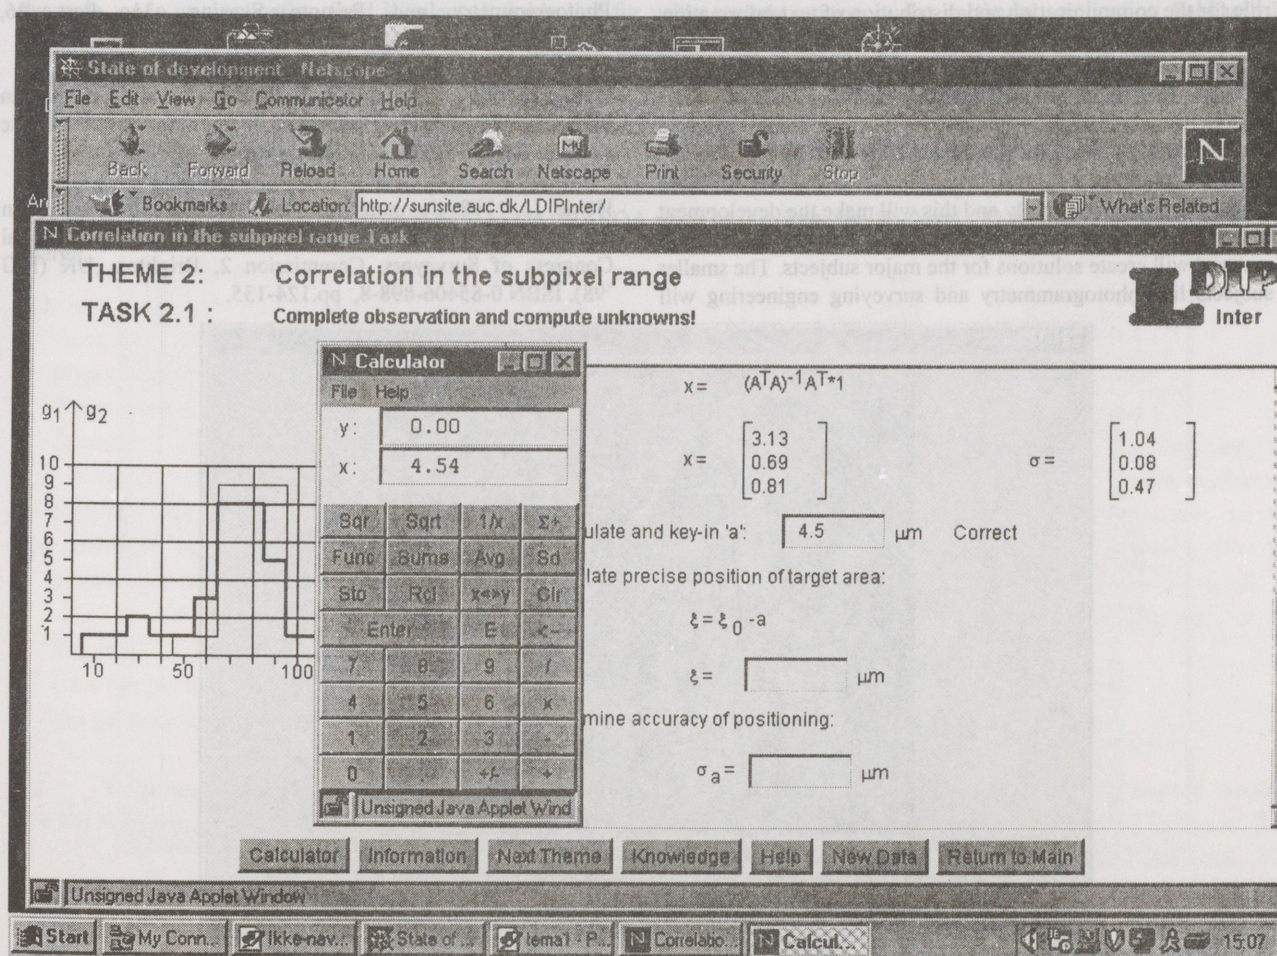 State of development - Netscape
File Edit View Go Communicator Help
Back Forward Reload Home Search Netscape Print Security Stop
N
Bookmarks Location: http://sunsite.auc.dk/LDIPInter/ What's Related
N Correlation in the subpixel range Task
THEME 2: Correlation in the subpixel range
TASK 2.1 : Complete observation and compute unknowns!
LDIP
Inter
N Calculator
File Help
y: 0.00
x: 4.54
Sqr Sqrt 1/x Σ+
Func Sums Avg Sd
Sto Rcl x<>y Clr
Enter E <-
7 8 9 /
4 5 6 x
1 2 3 -
0 . +/- +
Unsigned Java Applet Wind
g1 g2
10
9
8
7
6
5
4
3
2
1
10 50 100
x = (AᵀA)⁻¹Aᵀ*1
x = 3.13 σ = 1.04
0.69 0.08
0.81 0.47
ulate and key-in 'a': 4.5 μm Correct
late precise position of target area:
ξ = ξ0 -a
ξ = μm
mine accuracy of positioning:
σa = μm
Calculator Information Next Theme Knowledge Help New Data Return to Main
Unsigned Java Applet Window
Start My Conn... Ikke-nav... State of ... tema1 - P... Correlatio... Calcul... 15:07